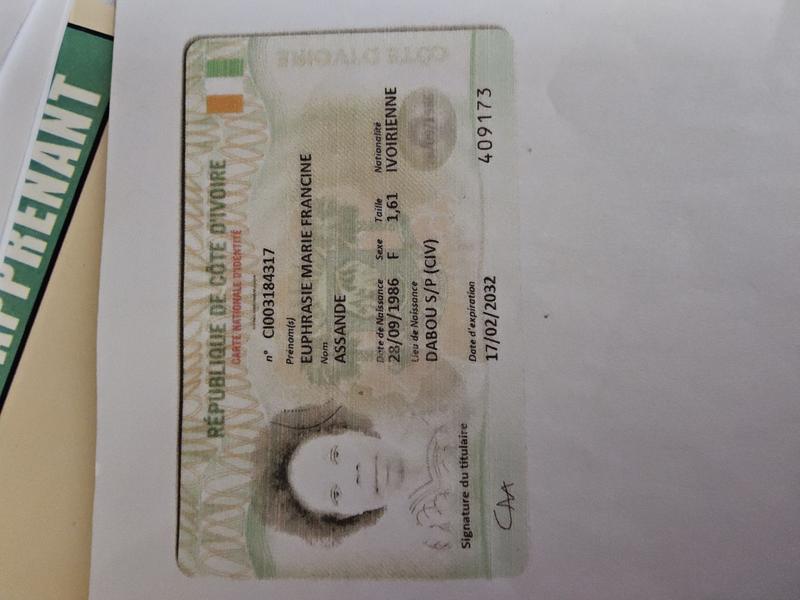 APPRENANT
CÔTE D'IVOIRE
RÉPUBLIQUE DE CÔTE D'IVOIRE
CARTE NATIONALE D'IDENTITÉ
n° CI003184317
Prénom(s)
EUPHRASIE MARIE FRANCINE
Nom
ASSANDE
Date de Naissance Sexe Taille Nationalité
28/09/1986 F 1,61 IVOIRIENNE
Lieu de Naissance
DABOU S/P (CIV)
Date d'expiration
17/02/2032
409173
Signature du titulaire
CAA